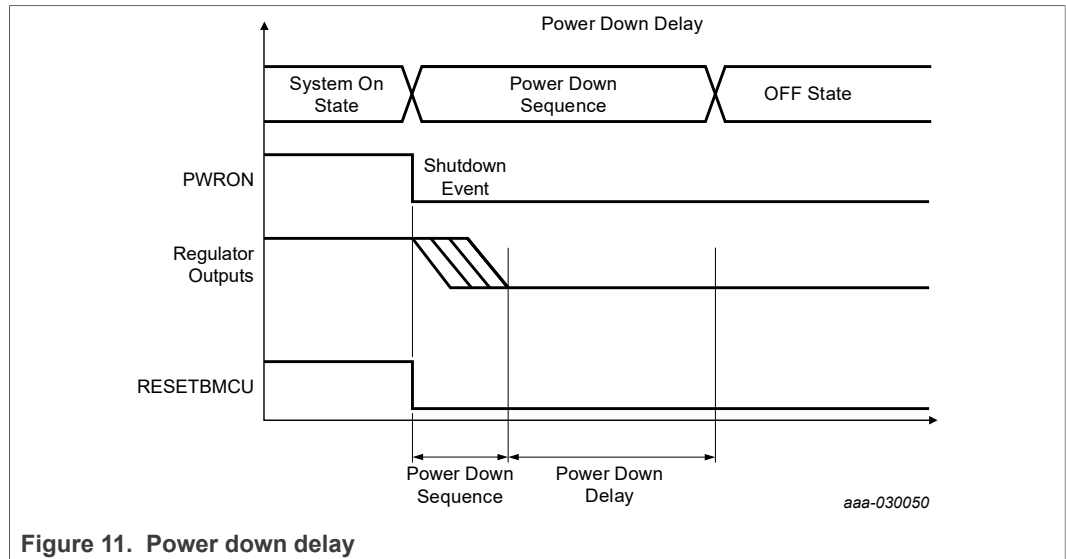 Power Down Delay
System On
State
Power Down
Sequence
OFF State
PWRON
Shutdown
Event
Regulator
Outputs
RESETBMCU
Power Down
Sequence
Power Down
Delay
aaa-030050
Figure 11. Power down delay